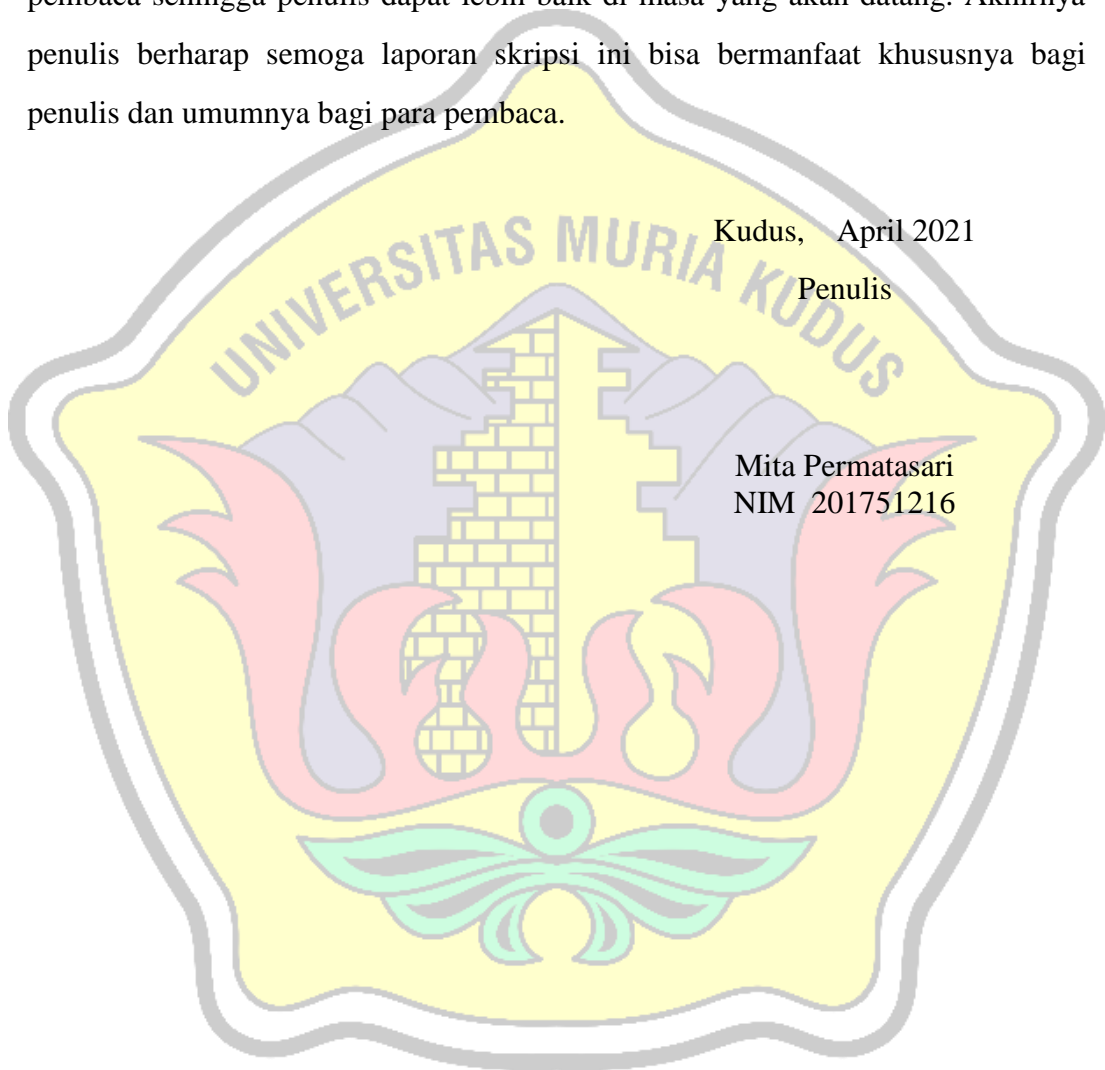 pembaca sehingga penulis dapat lebih baik di masa yang akan datang. Akhirnya
penulis berharap semoga laporan skripsi ini bisa bermanfaat khususnya bagi
penulis dan umumnya bagi para pembaca.
UNIVERSITAS MURIA KUDUS
Kudus,    April 2021
Penulis
Mita Permatasari
NIM  201751216